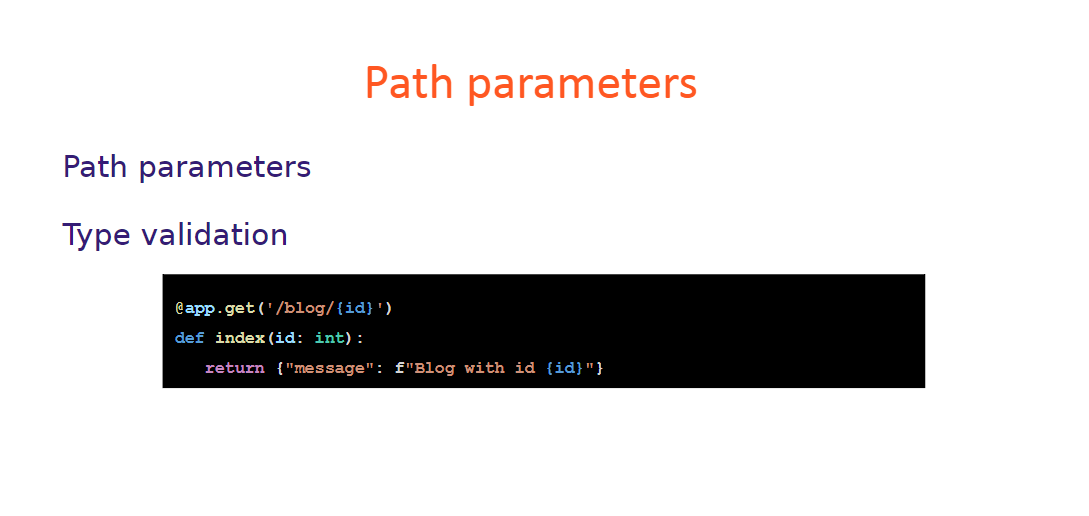 Path parameters
Path parameters
Type validation
@app.get('/blog/{id}')
def index(id: int):
   return {"message": f"Blog with id {id}"}